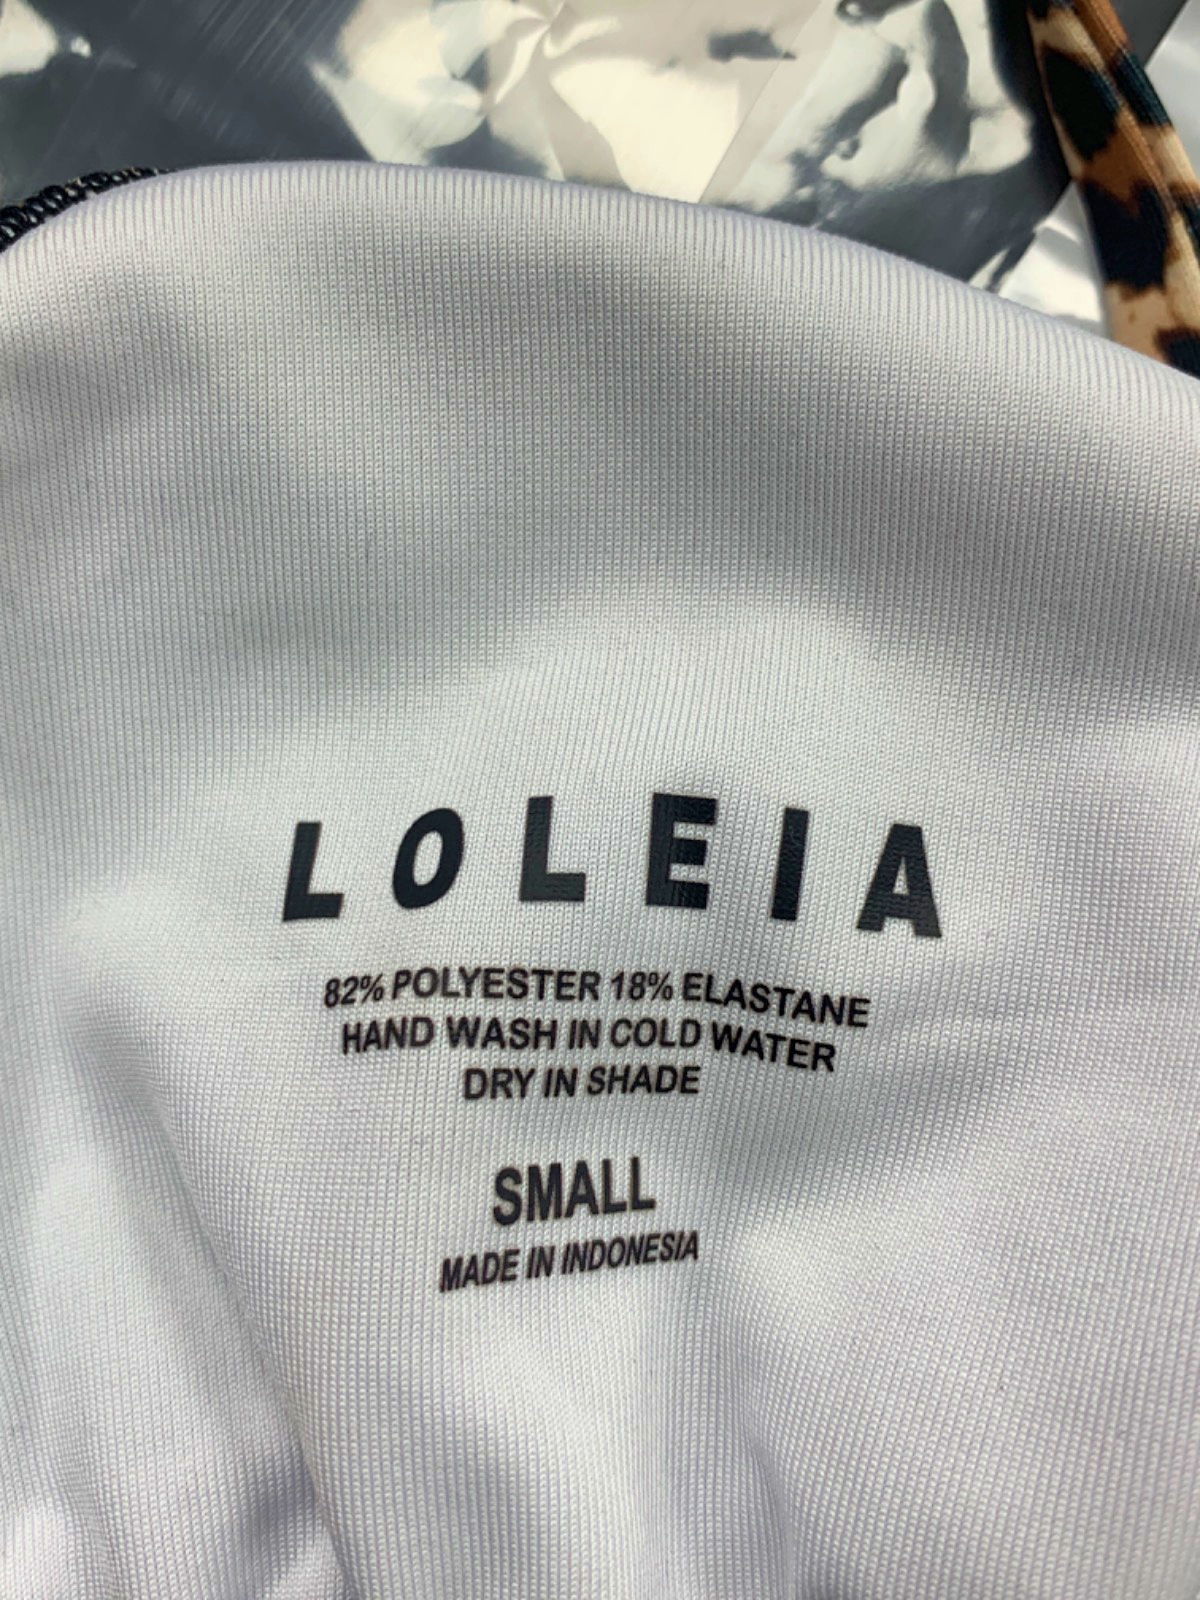 LOLEIA
82% POLYESTER 18% ELASTANE
HAND WASH IN COLD WATER
DRY IN SHADE
SMALL
MADE IN INDONESIA